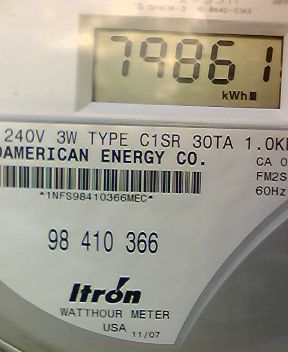 79861
kWh
240V 3W TYPE C1SR 30TA 1.0K
AMERICAN ENERGY CO.
CA 0
FM2S
*1NFS98410366MEC*
60Hz
98 410 366
Itrón
WATTHOUR METER
USA 11/07